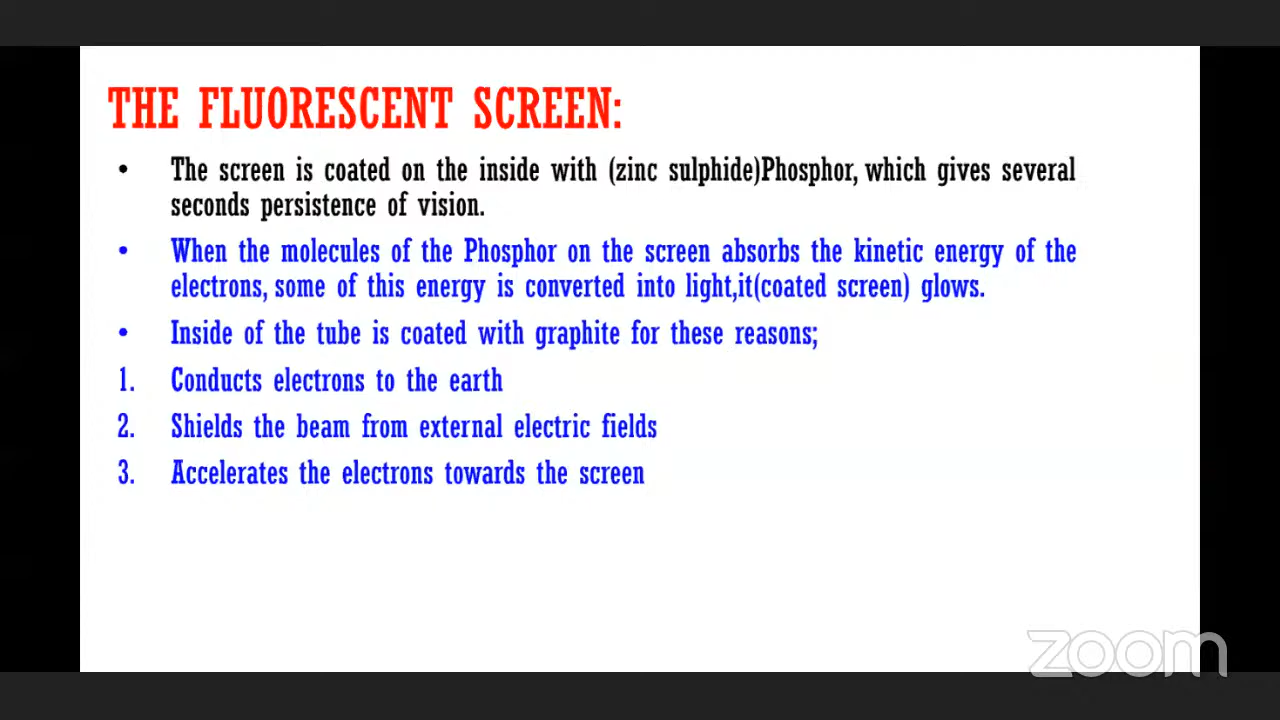 THE FLUORESCENT SCREEN:
• The screen is coated on the inside with (zinc sulphide)Phosphor, which gives several
seconds persistence of vision.
• When the molecules of the Phosphor on the screen absorbs the kinetic energy of the
electrons, some of this energy is converted into light,it(coated screen) glows.
• Inside of the tube is coated with graphite for these reasons;
1. Conducts electrons to the earth
2. Shields the beam from external electric fields
3. Accelerates the electrons towards the screen
zoom